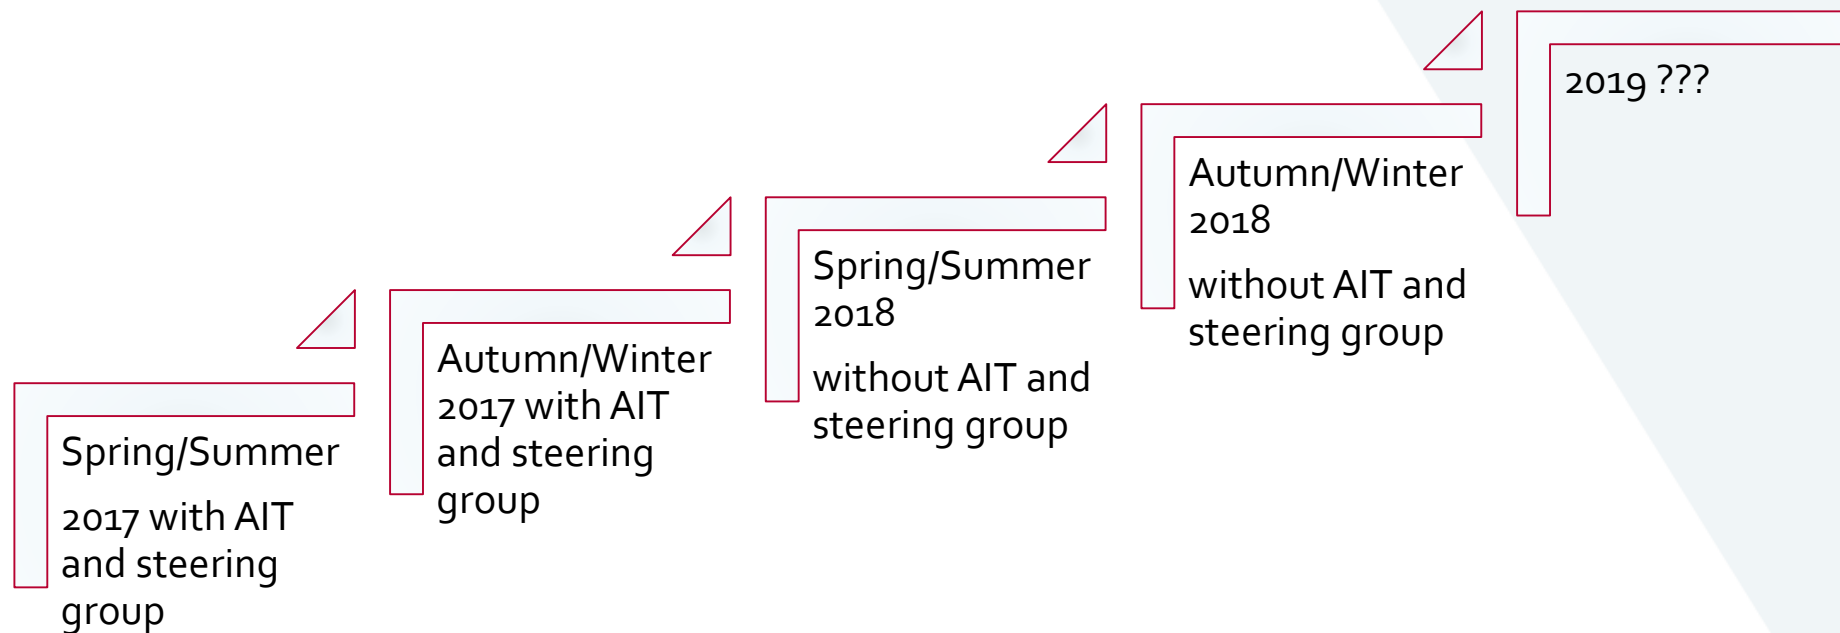 Spring/Summer
2017 with AIT
and steering
group
Autumn/Winter
2017 with AIT
and steering
group
Spring/Summer
2018
without AIT and
steering group
Autumn/Winter
2018
without AIT and
steering group
2019 ???